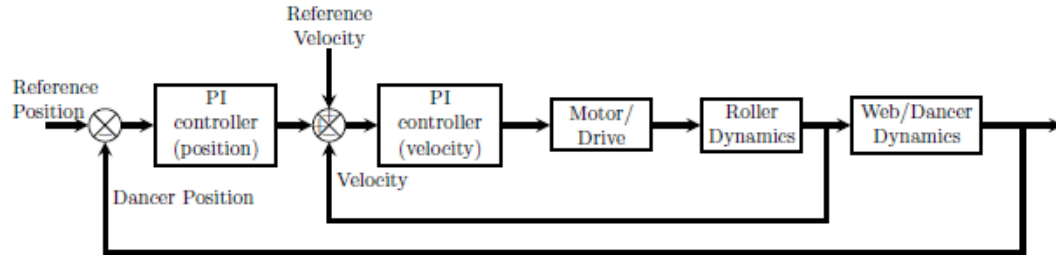 Reference
Velocity
Reference
Position
PI
controller
(position)
PI
controller
(velocity)
Motor/
Drive
Roller
Dynamics
Web/Dancer
Dynamics
Velocity
Dancer Position